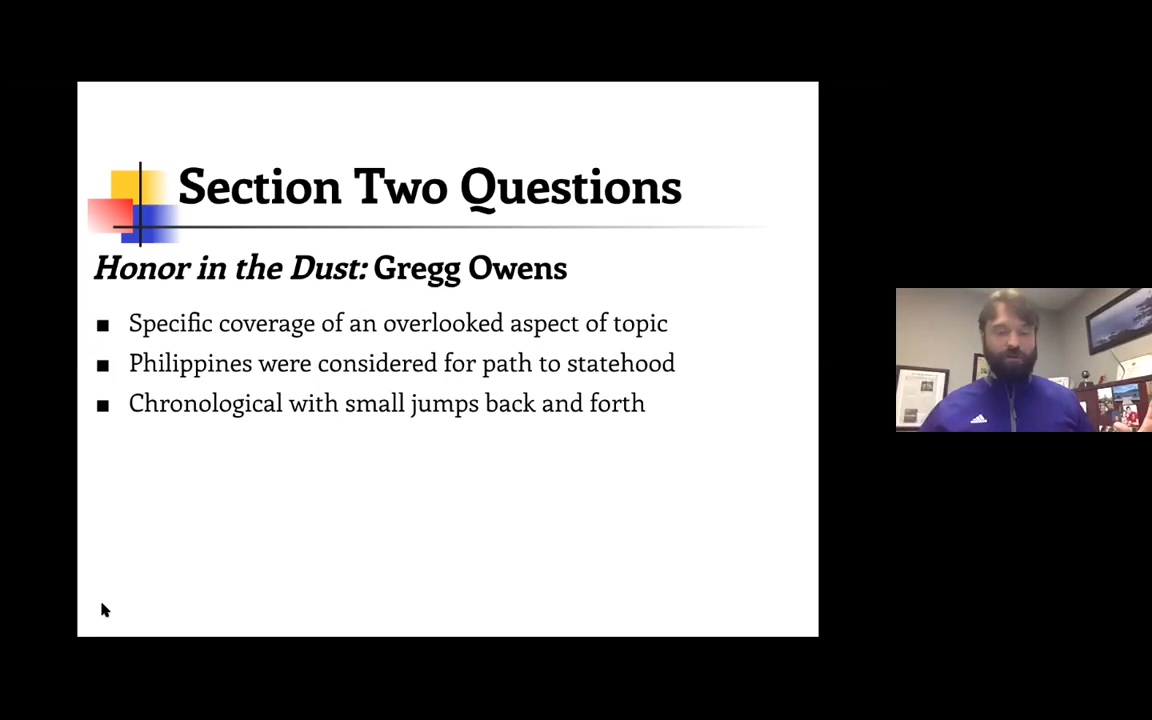 Section Two Questions
Honor in the Dust: Gregg Owens
Specific coverage of an overlooked aspect of topic
Philippines were considered for path to statehood
Chronological with small jumps back and forth